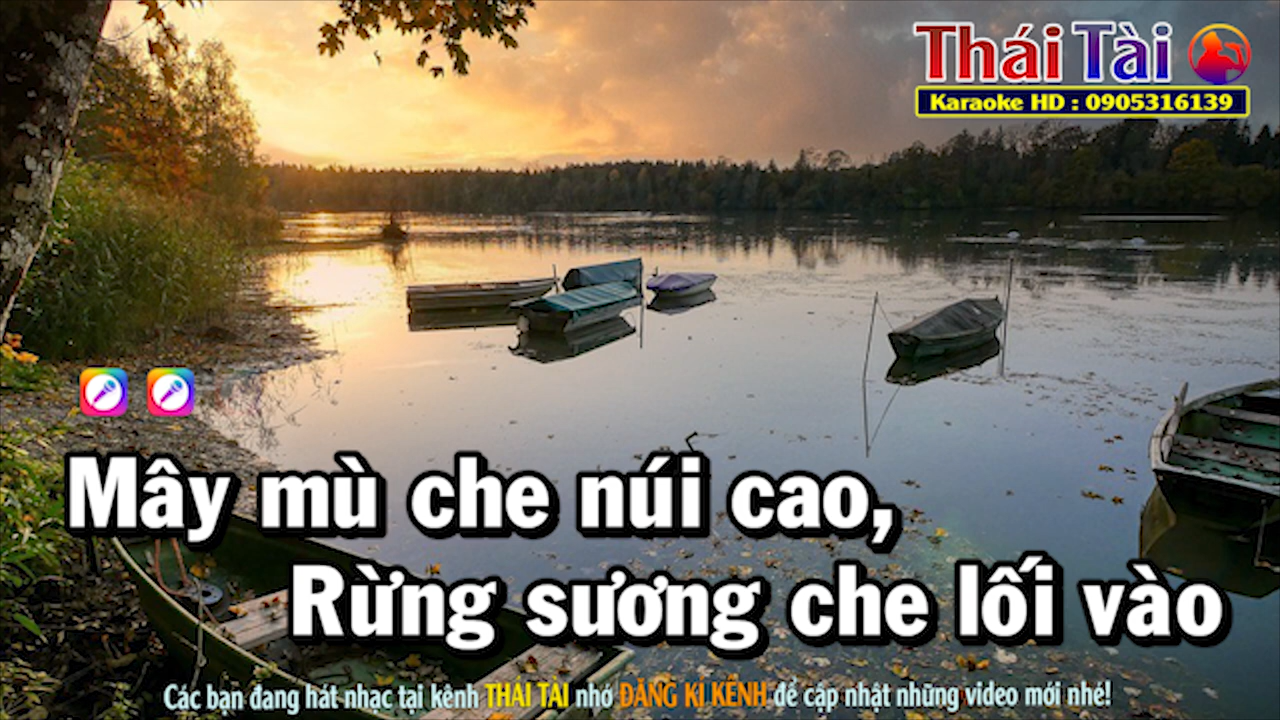 Thái Tài
Karaoke HD : 0905316139
Mây mù che núi cao,
Rừng sương che lối vào
Các bạn đang hát nhạc tại kênh THÁI TÀI nhớ ĐĂNG KÍ KÊNH để cập nhật những video mới nhé!